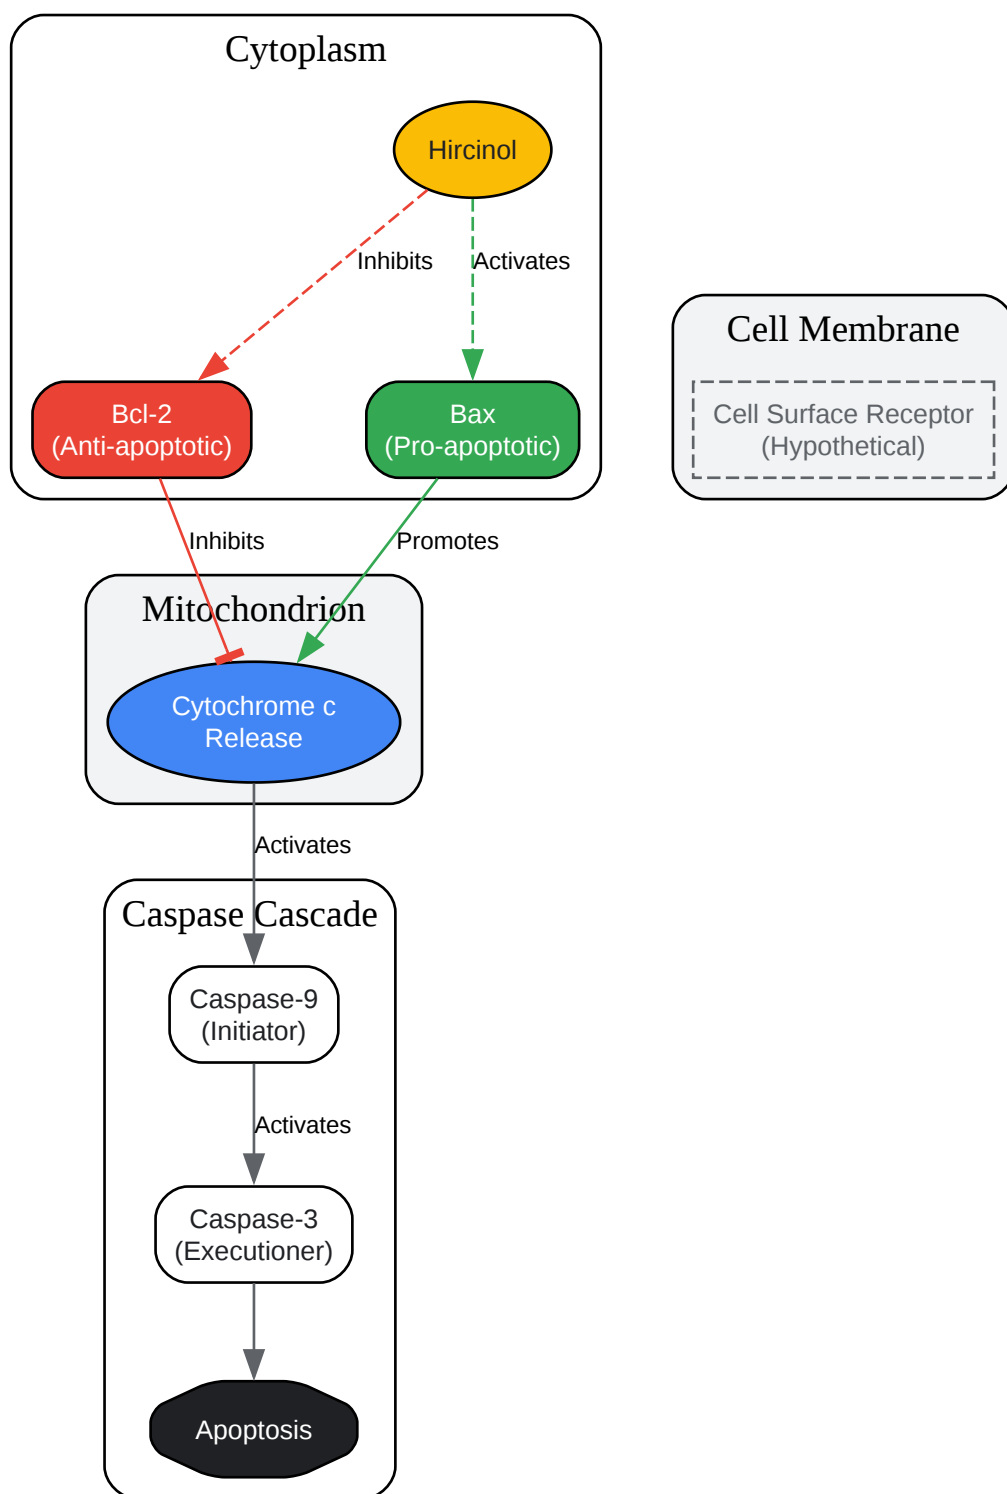 Cytoplasm
Hircinol
Inhibits
Activates
Bcl-2
(Anti-apoptotic)
Bax
(Pro-apoptotic)
Cell Membrane
Cell Surface Receptor
(Hypothetical)
Inhibits
Promotes
Mitochondrion
Cytochrome c
Release
Activates
Caspase Cascade
Caspase-9
(Initiator)
Activates
Caspase-3
(Executioner)
Apoptosis